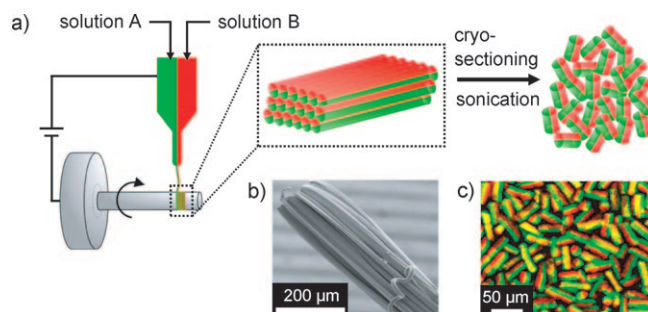 a)
solution A
solution B
cryo-
sectioning
sonication
b)
200 µm
c)
50 µm